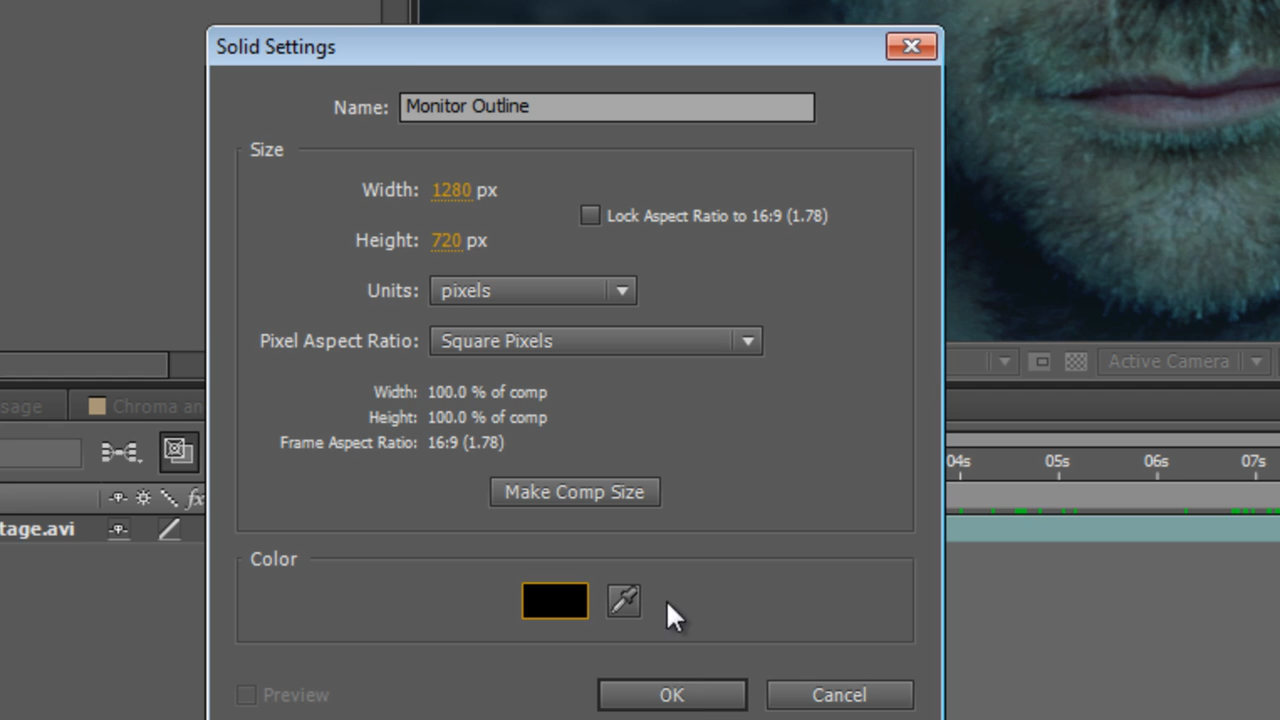 Solid Settings
Name: Monitor Outline
Size
Width: 1280 px
Lock Aspect Ratio to 16:9 (1.78)
Height: 720 px
Units: pixels
Pixel Aspect Ratio: Square Pixels
Active Camera
Width: 100.0 % of comp
sage
Chroma an
Height: 100.0 % of comp
Frame Aspect Ratio: 16:9 (1.78)
04s 05s 06s 07s
Make Comp Size
fx
tage.avi
Color
Preview
OK
Cancel